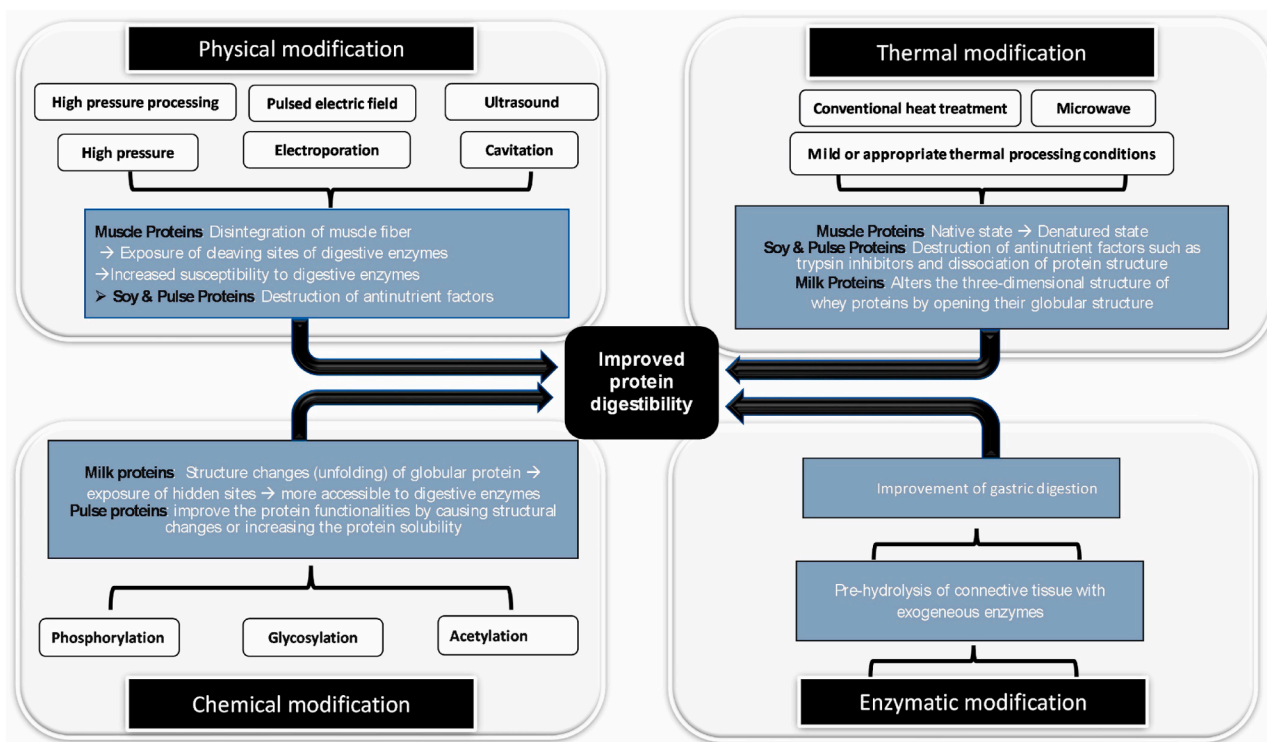 Physical modification
High pressure processing
Pulsed electric field
Ultrasound
High pressure
Electroporation
Cavitation
Muscle Proteins Disintegration of muscle fiber
→ Exposure of cleaving sites of digestive enzymes
→Increased susceptibility to digestive enzymes
➤ Soy & Pulse Proteins Destruction of antinutrient factors
Thermal modification
Conventional heat treatment
Microwave
Mild or appropriate thermal processing conditions
Muscle Proteins Native state → Denatured state
Soy & Pulse Proteins Destruction of antinutrient factors such as
trypsin inhibitors and dissociation of protein structure
Milk Proteins Alters the three-dimensional structure of
whey proteins by opening their globular structure
Improved
protein
digestibility
Milk proteins Structure changes (unfolding) of globular protein →
exposure of hidden sites → more accessible to digestive enzymes
Pulse proteins improve the protein functionalities by causing structural
changes or increasing the protein solubility
Phosphorylation
Glycosylation
Acetylation
Chemical modification
Improvement of gastric digestion
Pre-hydrolysis of connective tissue with
exogeneous enzymes
Enzymatic modification